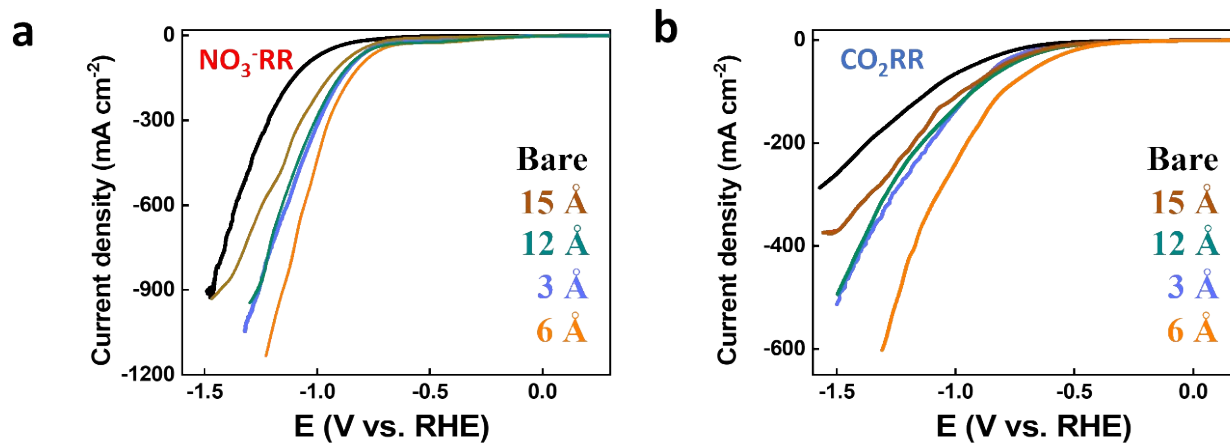 a
NO₃⁻RR
Bare
15 Å
12 Å
3 Å
6 Å
0
-300
-600
-900
-1200
-1.5 -1.0 -0.5 0.0
Current density (mA cm⁻²)
E (V vs. RHE)
b
CO₂RR
Bare
15 Å
12 Å
3 Å
6 Å
0
-200
-400
-600
-1.5 -1.0 -0.5 0.0
Current density (mA cm⁻²)
E (V vs. RHE)